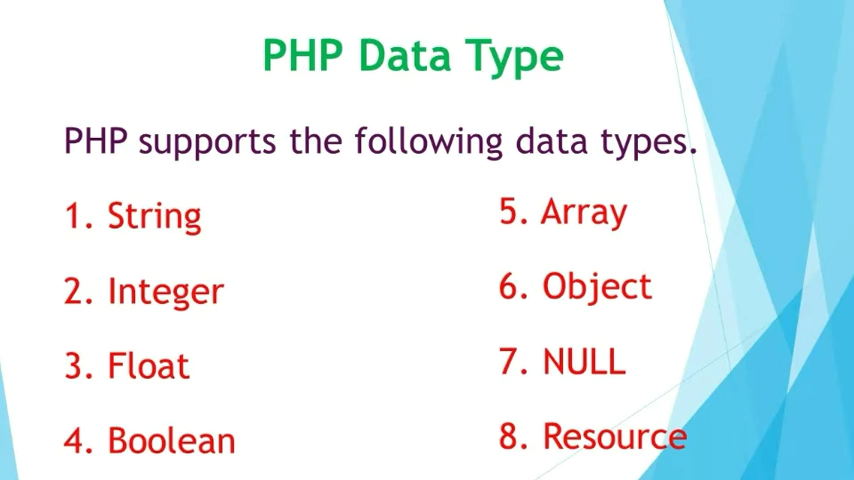 PHP Data Type
PHP supports the following data types.
1. String
2. Integer
3. Float
4. Boolean
5. Array
6. Object
7. NULL
8. Resource